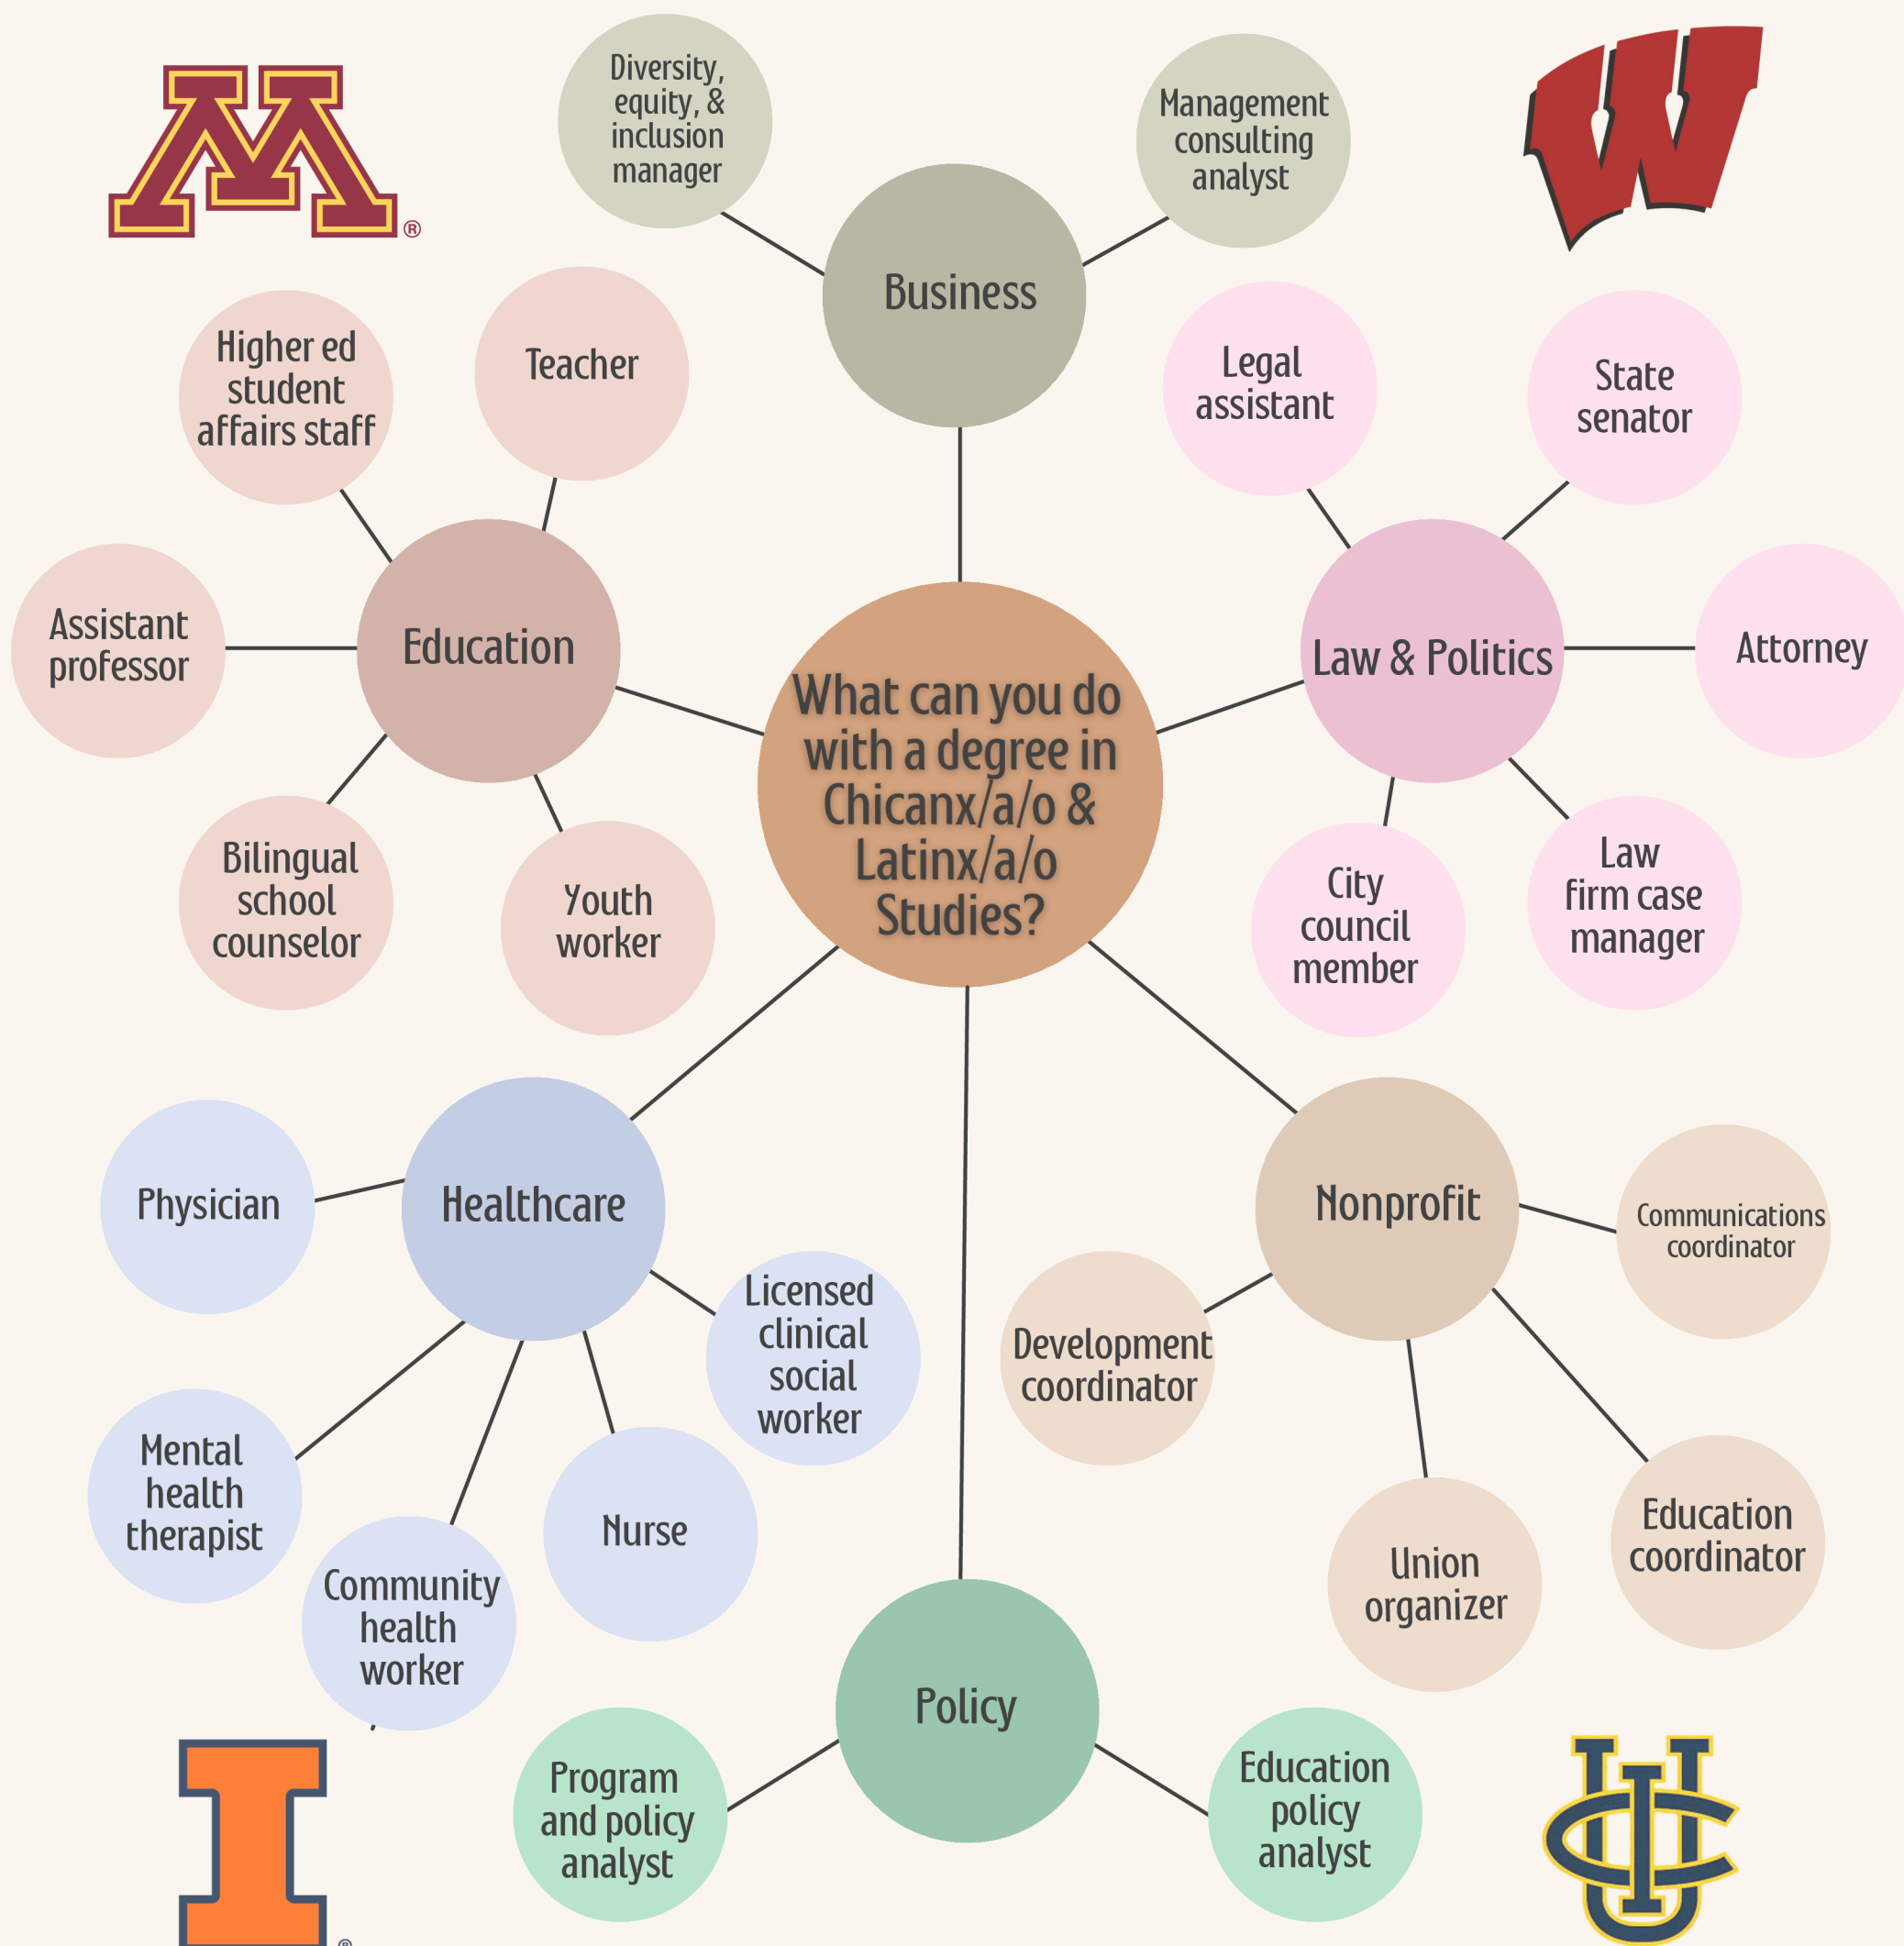 Diversity,
equity, &
inclusion
manager
Management
consulting
analyst
Business
®
Higher ed
student
affairs staff
Teacher
Assistant
professor
Education
Bilingual
school
counselor
Youth
worker
Legal
assistant
State
senator
Law & Politics
Attorney
City
council
member
Law
firm case
manager
What can you do
with a degree in
Chicanx/a/o &
Latinx/a/o
Studies?
Physician
Healthcare
Licensed
clinical
social
worker
Mental
health
therapist
Community
health
worker
Nurse
Nonprofit
Communications
coordinator
Development
coordinator
Union
organizer
Education
coordinator
Policy
Program
and policy
analyst
Education
policy
analyst
M
W
I
®
UIC